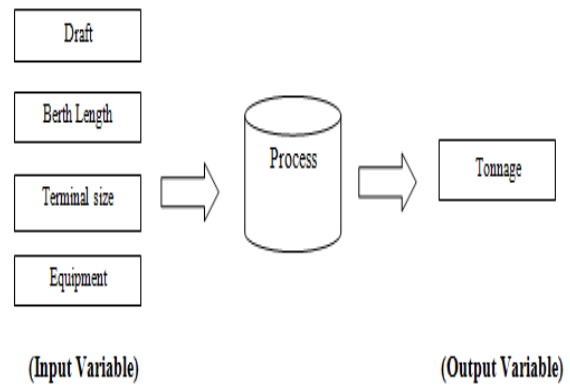 Draft
Berth Length
Terminal size
Equipment
(Input Variable)
Process
Tonnage
(Output Variable)